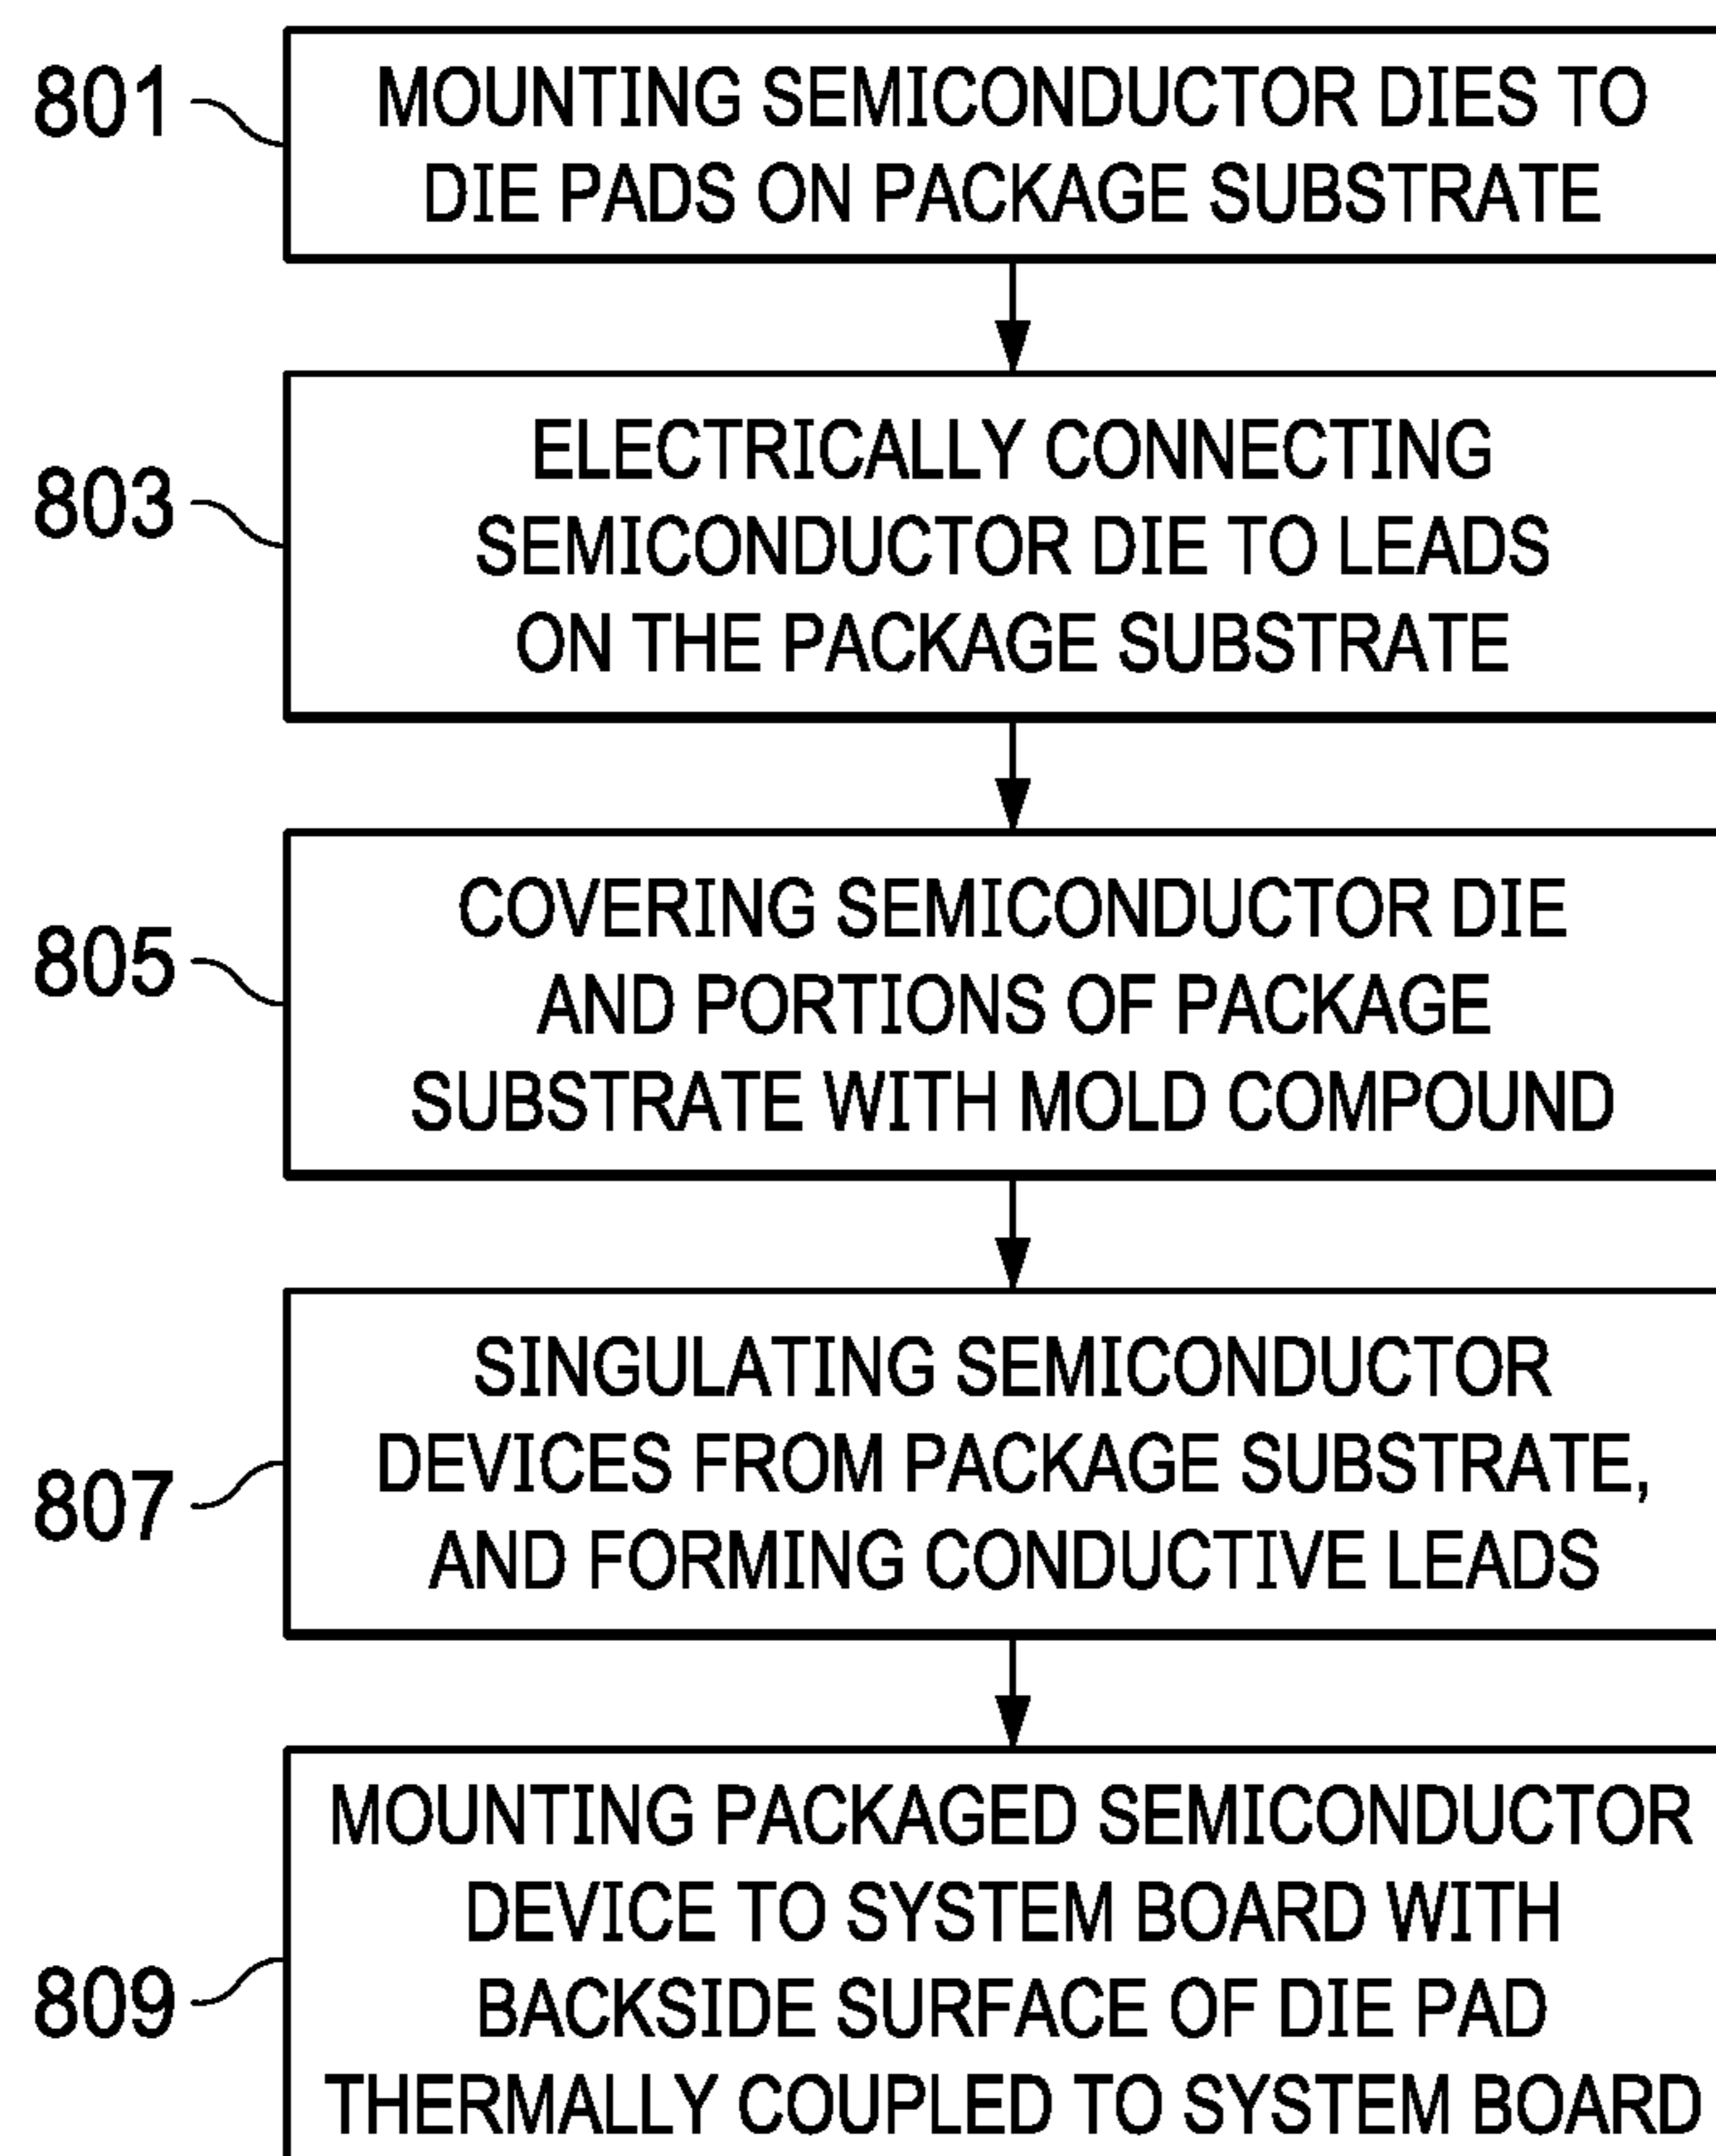 801
MOUNTING SEMICONDUCTOR DIES TO
DIE PADS ON PACKAGE SUBSTRATE
803
ELECTRICALLY CONNECTING
SEMICONDUCTOR DIE TO LEADS
ON THE PACKAGE SUBSTRATE
805
COVERING SEMICONDUCTOR DIE
AND PORTIONS OF PACKAGE
SUBSTRATE WITH MOLD COMPOUND
807
SINGULATING SEMICONDUCTOR
DEVICES FROM PACKAGE SUBSTRATE,
AND FORMING CONDUCTIVE LEADS
809
MOUNTING PACKAGED SEMICONDUCTOR
DEVICE TO SYSTEM BOARD WITH
BACKSIDE SURFACE OF DIE PAD
THERMALLY COUPLED TO SYSTEM BOARD